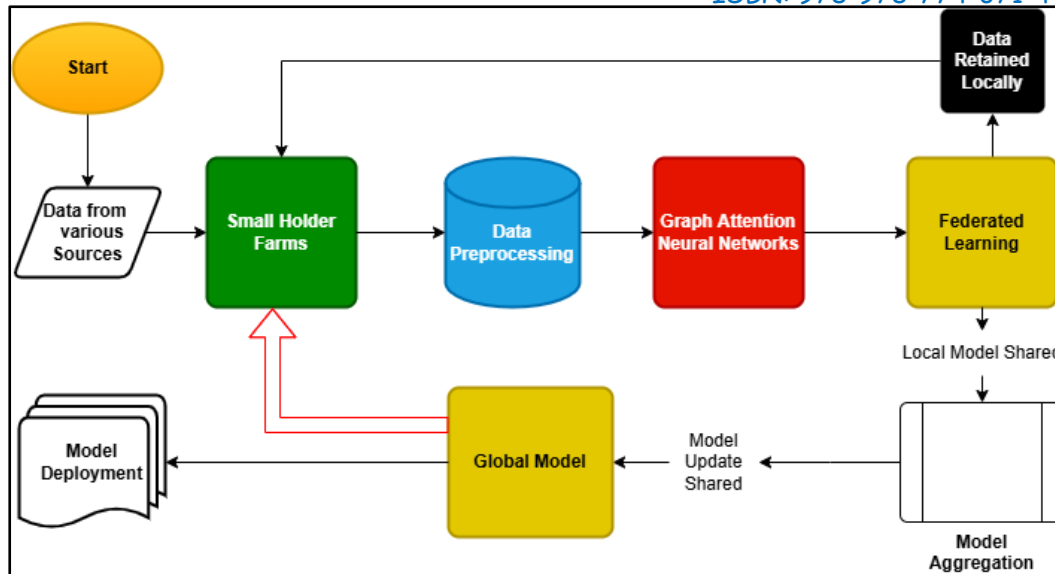 Start
Data
Retained
Locally
Data from
various
Sources
Small Holder
Farms
Data
Preprocessing
Graph Attention
Neural Networks
Federated
Learning
Local Model Shared
Model
Deployment
Global Model
Model
Update
Shared
Model
Aggregation